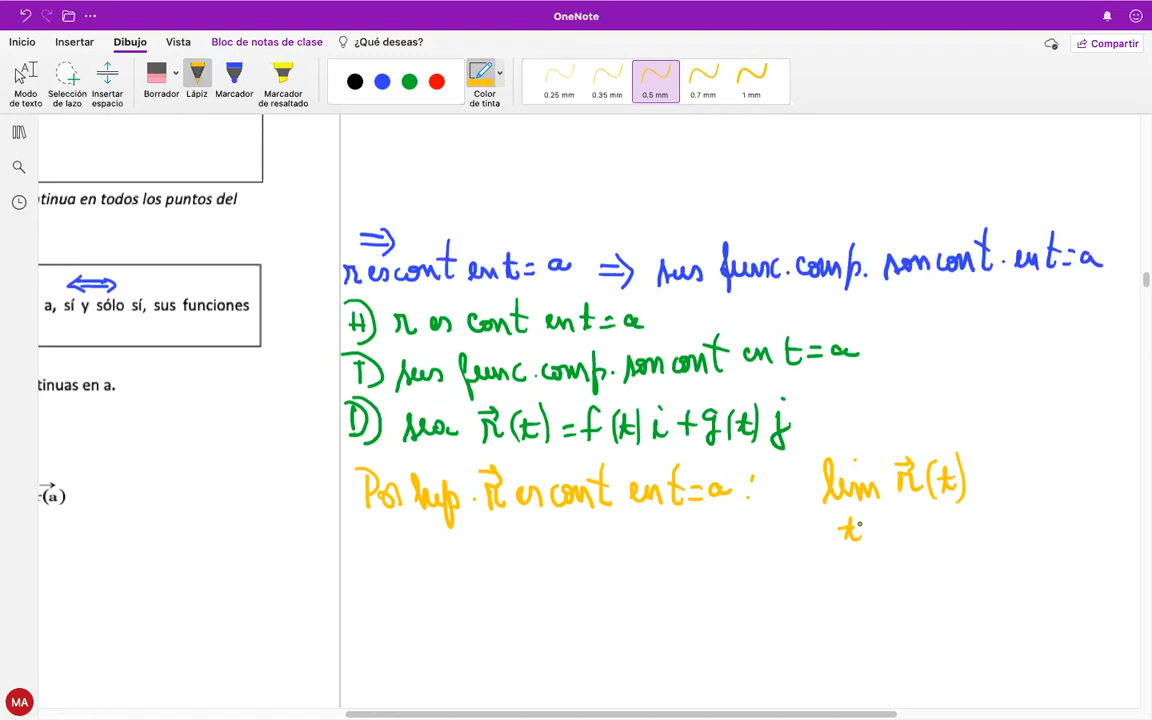 OneNote
Inicio Insertar Dibujo Vista Bloc de notas de clase ¿Qué deseas? Compartir
Modo de texto Selección de lazo Insertar espacio Borrador Lápiz Marcador Marcador de resaltado Color de tinta 0.25 mm 0.35 mm 0.5 mm 0.7 mm 1 mm
tinua en todos los puntos del
⇒
r es cont en t = a ⇒ sus func. comp. son cont. en t = a
⟺
a, sí y sólo sí, sus funciones
H) r es cont en t = a
T) sus func. comp. son cont en t = a
tinuas en a.
D) sea r⃗(t) = f(t) i + g(t) j
r⃗(a)
Por hip. r⃗ es cont en t = a : lim r⃗(t)
t
MA